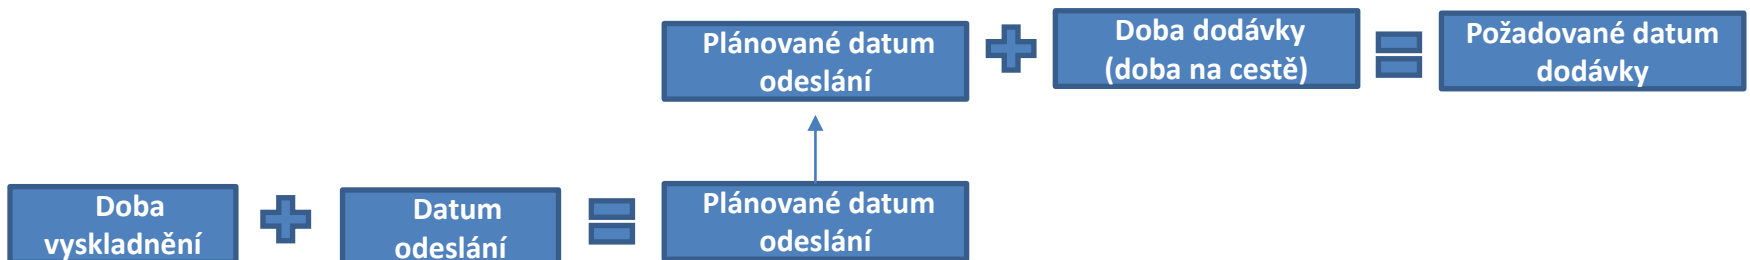 Plánované datum
odeslání
Doba dodávky
(doba na cestě)
Požadované datum
dodávky
Doba
vyskladnění
Datum
odeslání
Plánované datum
odeslání